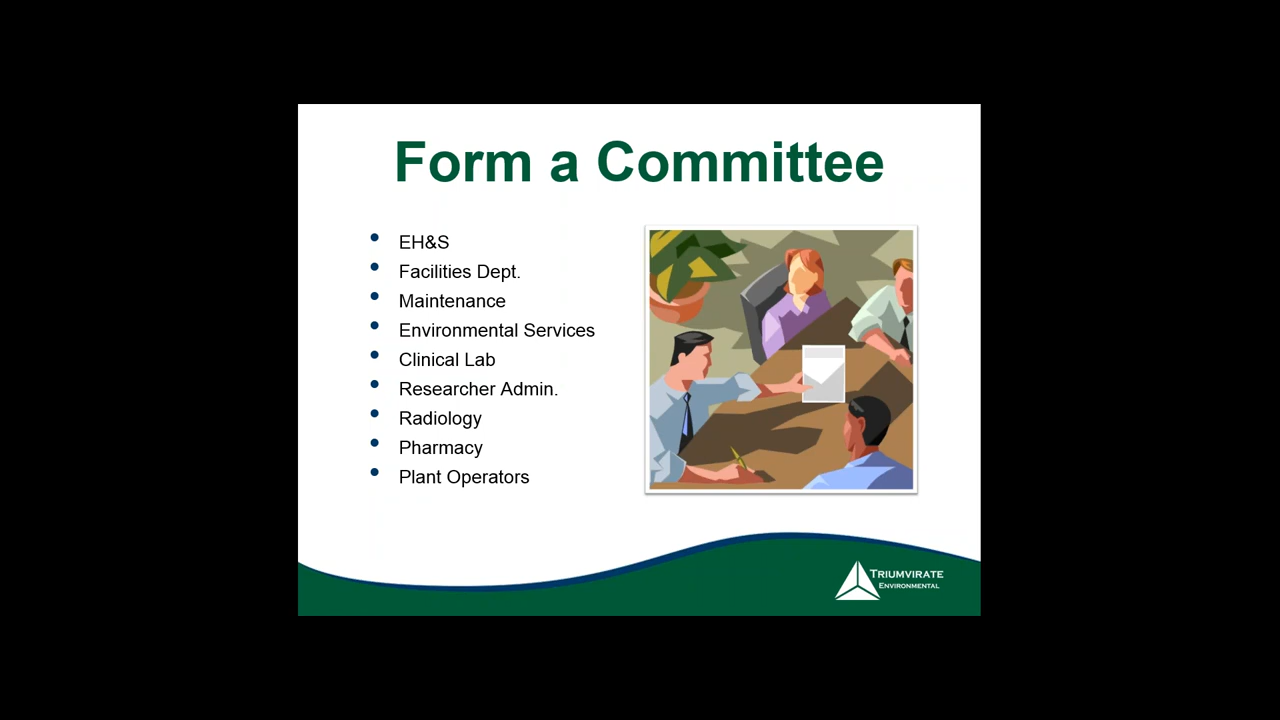 Form a Committee
• EH&S
• Facilities Dept.
• Maintenance
• Environmental Services
• Clinical Lab
• Researcher Admin.
• Radiology
• Pharmacy
• Plant Operators
TRIUMVIRATE
ENVIRONMENTAL